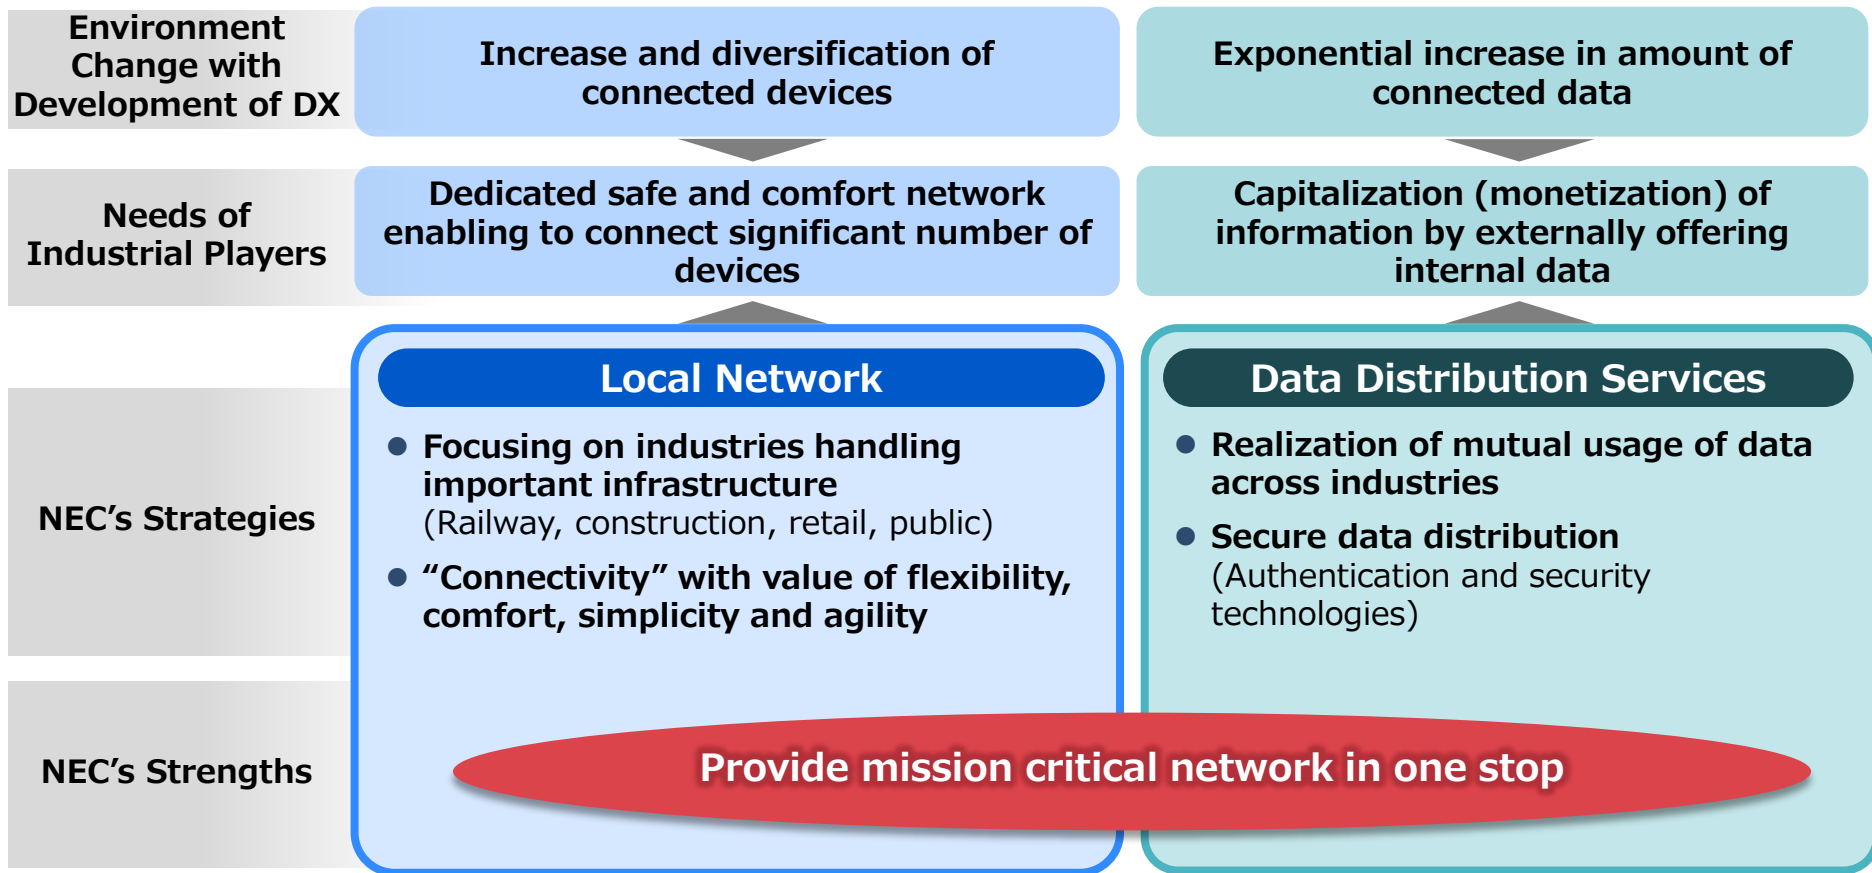 Environment
Change with
Development of DX
Increase and diversification of
connected devices
Exponential increase in amount of
connected data
Needs of
Industrial Players
Dedicated safe and comfort network
enabling to connect significant number of
devices
Capitalization (monetization) of
information by externally offering
internal data
NEC’s Strategies
Local Network
● Focusing on industries handling
important infrastructure
(Railway, construction, retail, public)
● “Connectivity” with value of flexibility,
comfort, simplicity and agility
Data Distribution Services
● Realization of mutual usage of data
across industries
● Secure data distribution
(Authentication and security
technologies)
NEC’s Strengths
Provide mission critical network in one stop